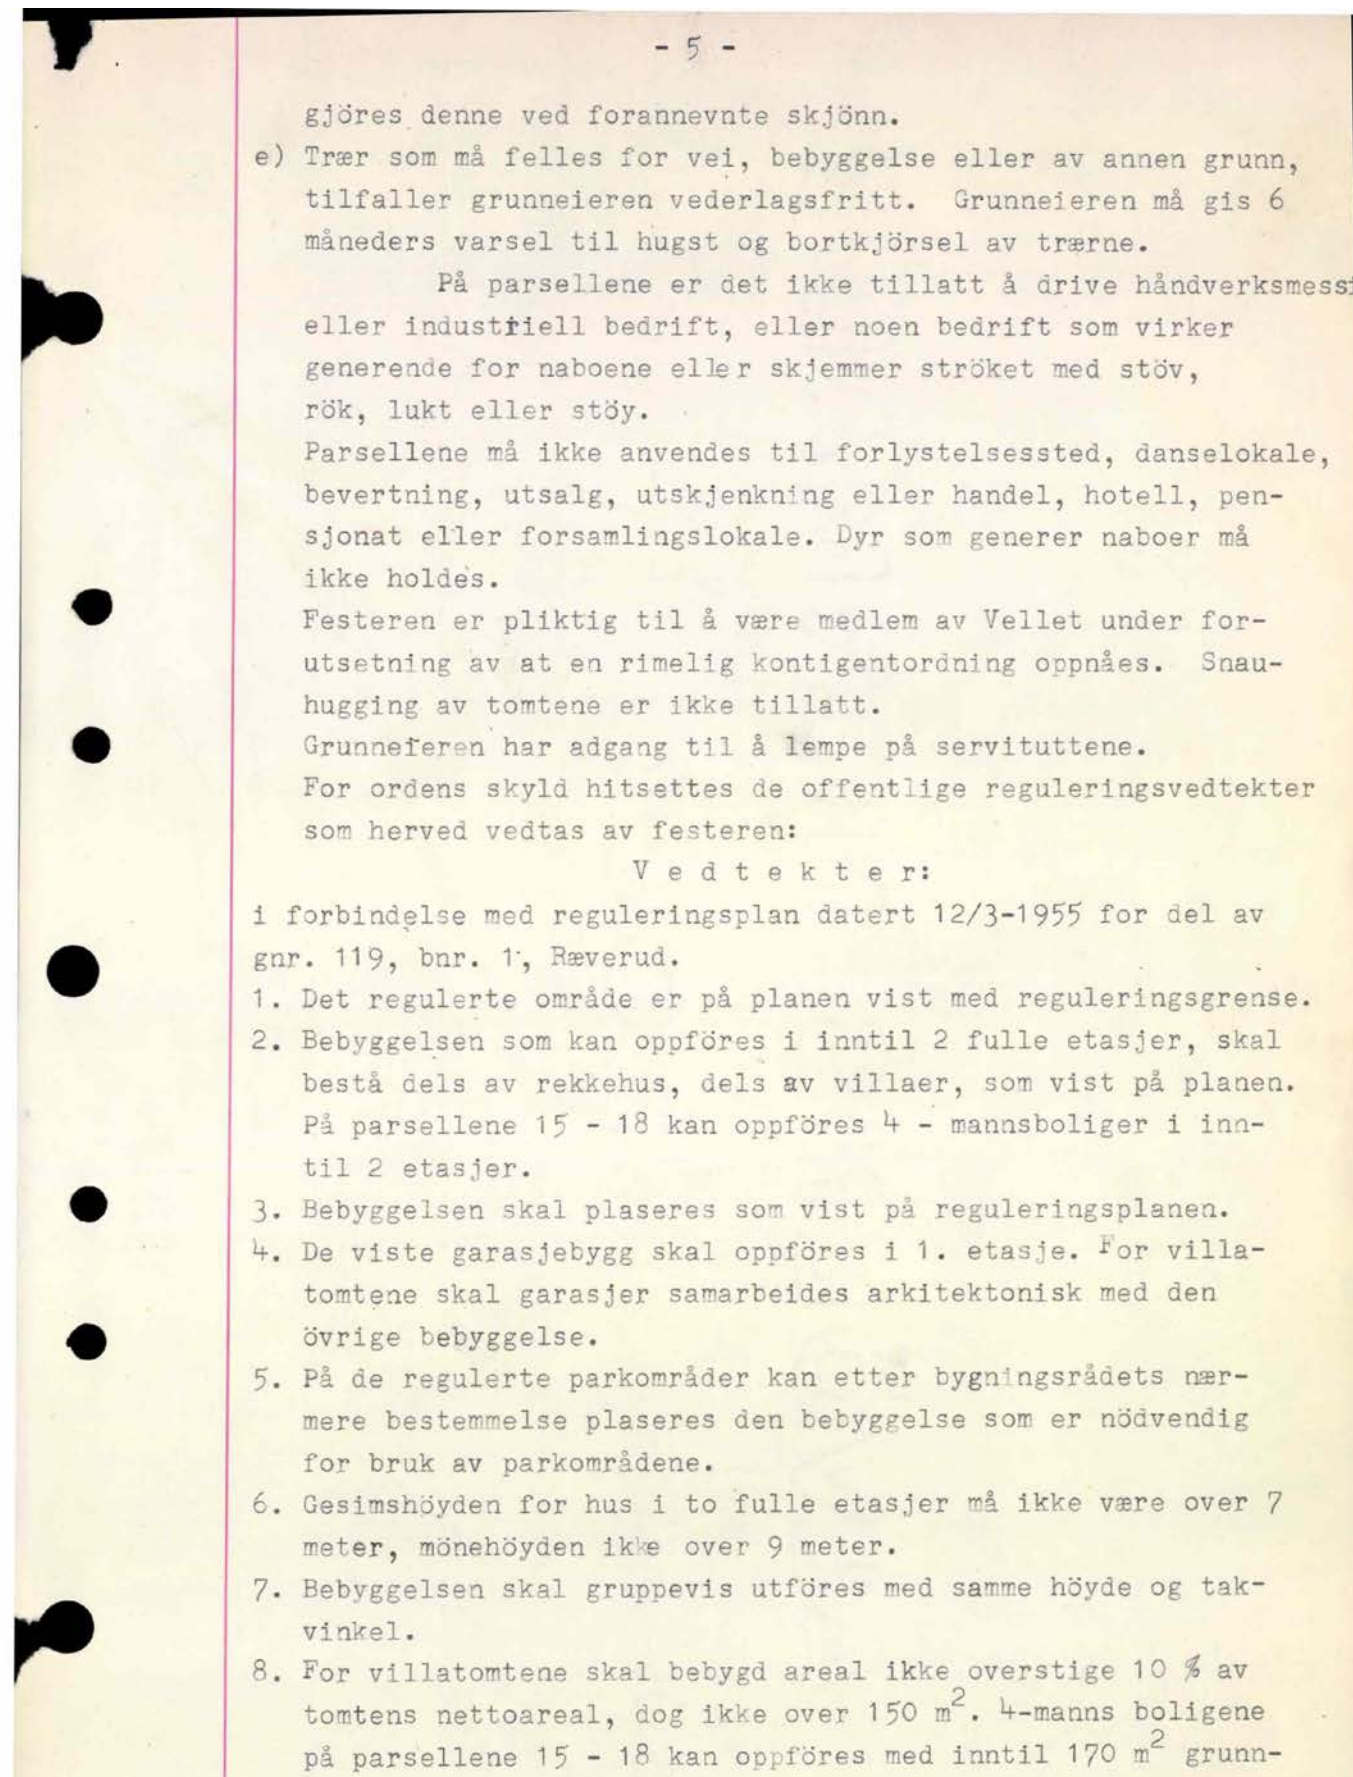 - 5 -
gjöres denne ved forannevnte skjönn.
e) Trær som må felles for vei, bebyggelse eller av annen grunn,
tilfaller grunneieren vederlagsfritt. Grunneieren må gis 6
måneders varsel til hugst og bortkjörsel av trærne.
På parsellene er det ikke tillatt å drive håndverksmessi
eller industriell bedrift, eller noen bedrift som virker
generende for naboene eller skjemmer ströket med stöv,
rök, lukt eller stöy.
Parsellene må ikke anvendes til forlystelsessted, danselokale,
bevertning, utsalg, utskjenkning eller handel, hotell, pen-
sjonat eller forsamlingslokale. Dyr som generer naboer må
ikke holdes.
Festeren er pliktig til å være medlem av Vellet under for-
utsetning av at en rimelig kontigentordning oppnåes. Snau-
hugging av tomtene er ikke tillatt.
Grunneferen har adgang til å lempe på servituttene.
For ordens skyld hitsettes de offentlige reguleringsvedtekter
som herved vedtas av festeren:
V e d t e k t e r:
i forbindelse med reguleringsplan datert 12/3-1955 for del av
gnr. 119, bnr. 1, Ræverud.
1. Det regulerte område er på planen vist med reguleringsgrense.
2. Bebyggelsen som kan oppföres i inntil 2 fulle etasjer, skal
bestå dels av rekkehus, dels av villaer, som vist på planen.
På parsellene 15 - 18 kan oppföres 4 - mannsboliger i inn-
til 2 etasjer.
3. Bebyggelsen skal plaseres som vist på reguleringsplanen.
4. De viste garasjebygg skal oppföres i 1. etasje. For villa-
tomtene skal garasjer samarbeides arkitektonisk med den
övrige bebyggelse.
5. På de regulerte parkområder kan etter bygningsrådets nær-
mere bestemmelse plaseres den bebyggelse som er nödvendig
for bruk av parkområdene.
6. Gesimshöyden for hus i to fulle etasjer må ikke være over 7
meter, mönehöyden ikke over 9 meter.
7. Bebyggelsen skal gruppevis utföres med samme höyde og tak-
vinkel.
8. For villatomtene skal bebygd areal ikke overstige 10 % av
tomtens nettoareal, dog ikke over 150 m². 4-manns boligene
på parsellene 15 - 18 kan oppföres med inntil 170 m² grunn-